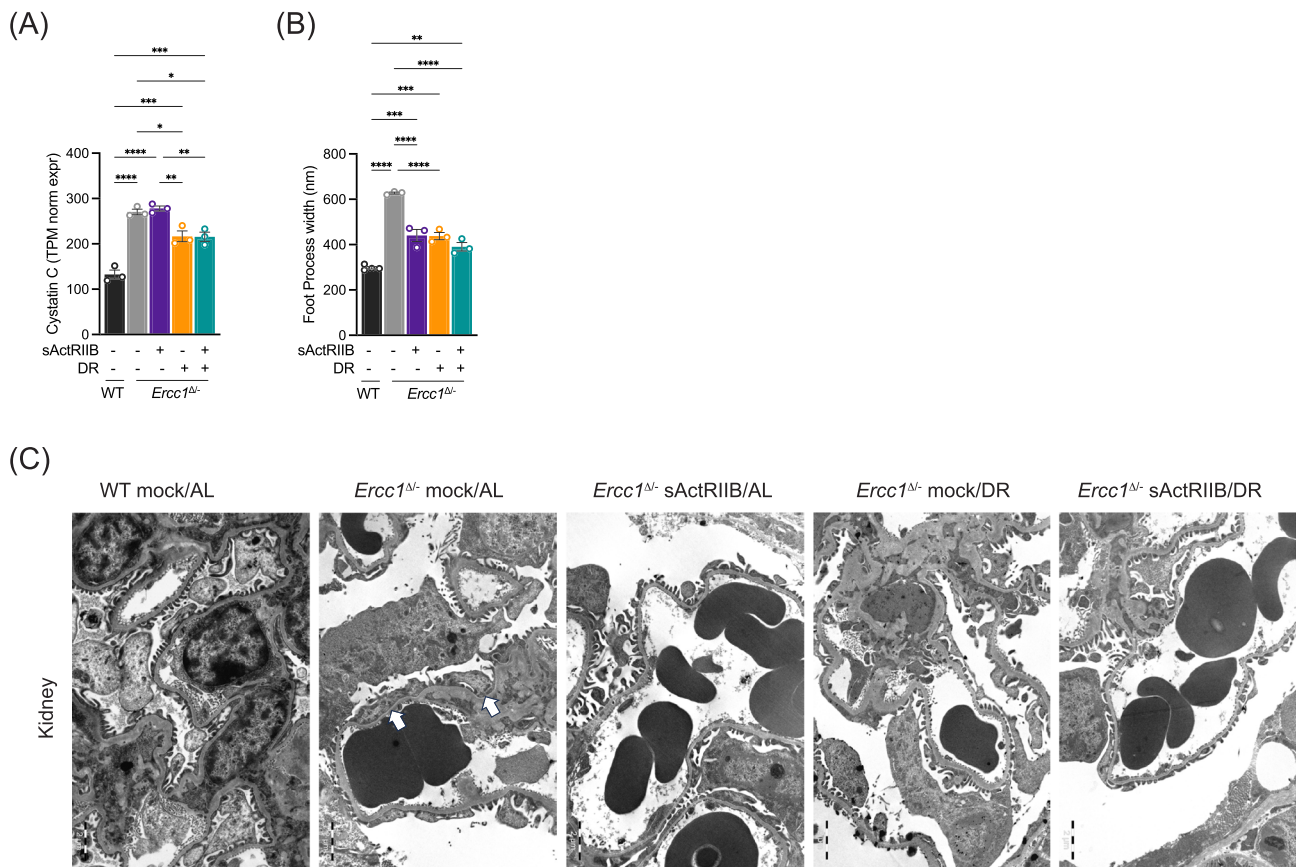 (A)
(B)
***
*
***
*
**** **
**** **
Cystatin C (TPM norm expr)
400
300
200
100
0
sActRIIB - - + - +
DR - - - + +
WT Ercc1Δ/-
**
****
***
***
****
**** ****
Foot Process width (nm)
800
600
400
200
0
sActRIIB - - + - +
DR - - - + +
WT Ercc1Δ/-
(C)
WT mock/AL Ercc1Δ/- mock/AL Ercc1Δ/- sActRIIB/AL Ercc1Δ/- mock/DR Ercc1Δ/- sActRIIB/DR
Kidney